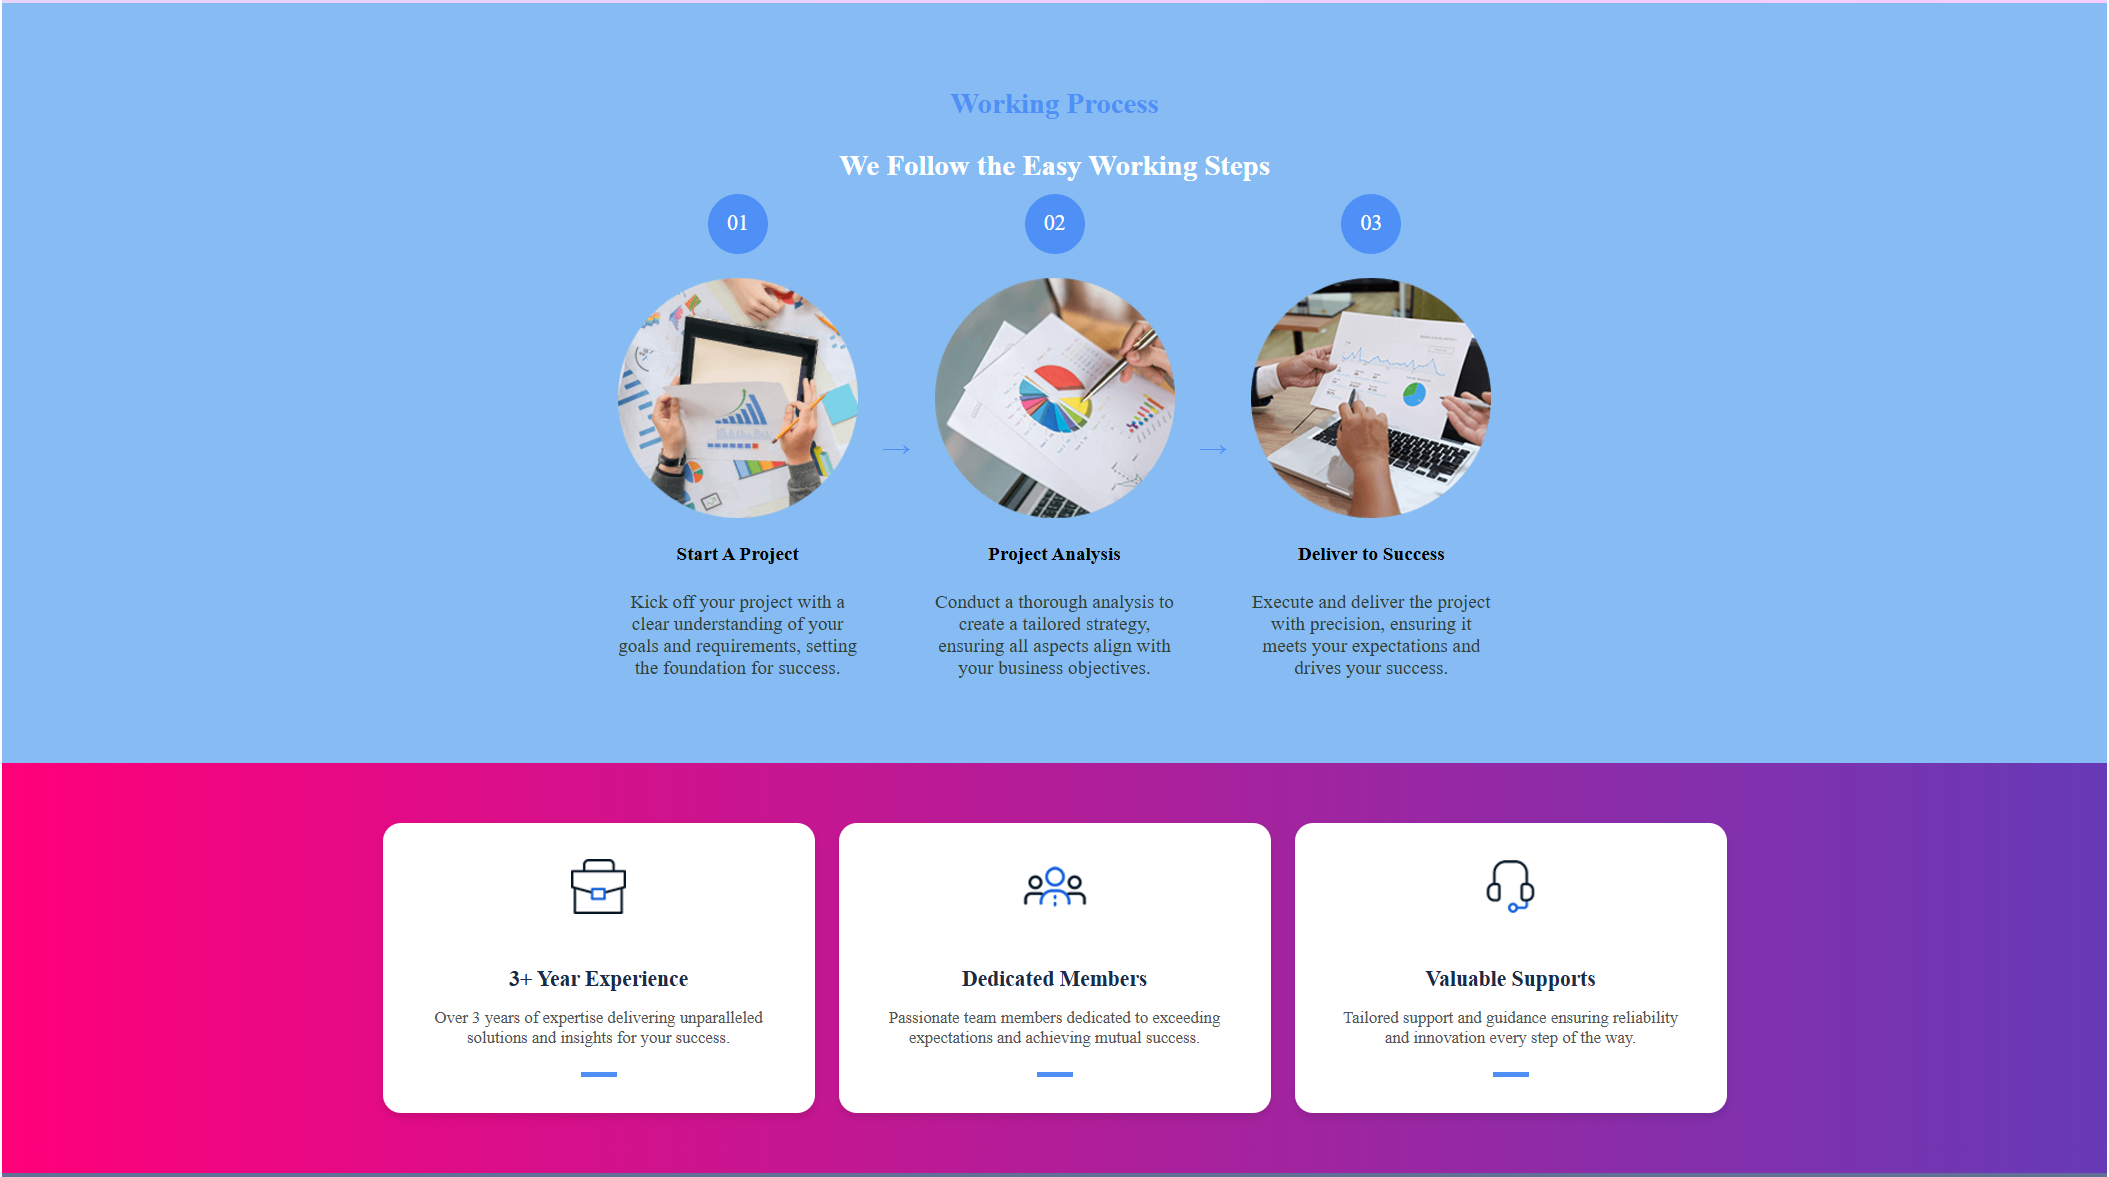 Working Process
We Follow the Easy Working Steps
01
02
03
→
→
Start A Project
Kick off your project with a
clear understanding of your
goals and requirements, setting
the foundation for success.
Project Analysis
Conduct a thorough analysis to
create a tailored strategy,
ensuring all aspects align with
your business objectives.
Deliver to Success
Execute and deliver the project
with precision, ensuring it
meets your expectations and
drives your success.
3+ Year Experience
Over 3 years of expertise delivering unparalleled
solutions and insights for your success.
Dedicated Members
Passionate team members dedicated to exceeding
expectations and achieving mutual success.
Valuable Supports
Tailored support and guidance ensuring reliability
and innovation every step of the way.